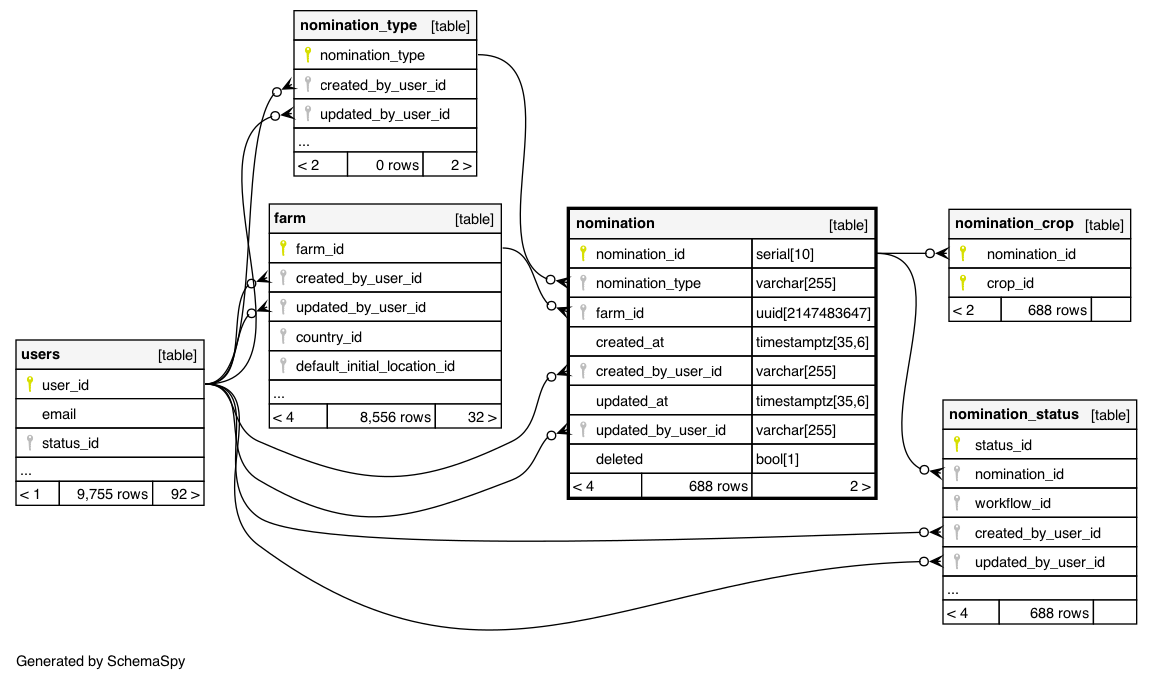 nomination_type [table]
nomination_type
created_by_user_id
updated_by_user_id
...
< 2 0 rows 2 >
farm [table]
farm_id
created_by_user_id
updated_by_user_id
country_id
default_initial_location_id
...
< 4 8,556 rows 32 >
users [table]
user_id
email
status_id
...
< 1 9,755 rows 92 >
nomination [table]
nomination_id serial[10]
nomination_type varchar[255]
farm_id uuid[2147483647]
created_at timestamptz[35,6]
created_by_user_id varchar[255]
updated_at timestamptz[35,6]
updated_by_user_id varchar[255]
deleted bool[1]
< 4 688 rows 2 >
nomination_crop [table]
nomination_id
crop_id
< 2 688 rows
nomination_status [table]
status_id
nomination_id
workflow_id
created_by_user_id
updated_by_user_id
...
< 4 688 rows
Generated by SchemaSpy